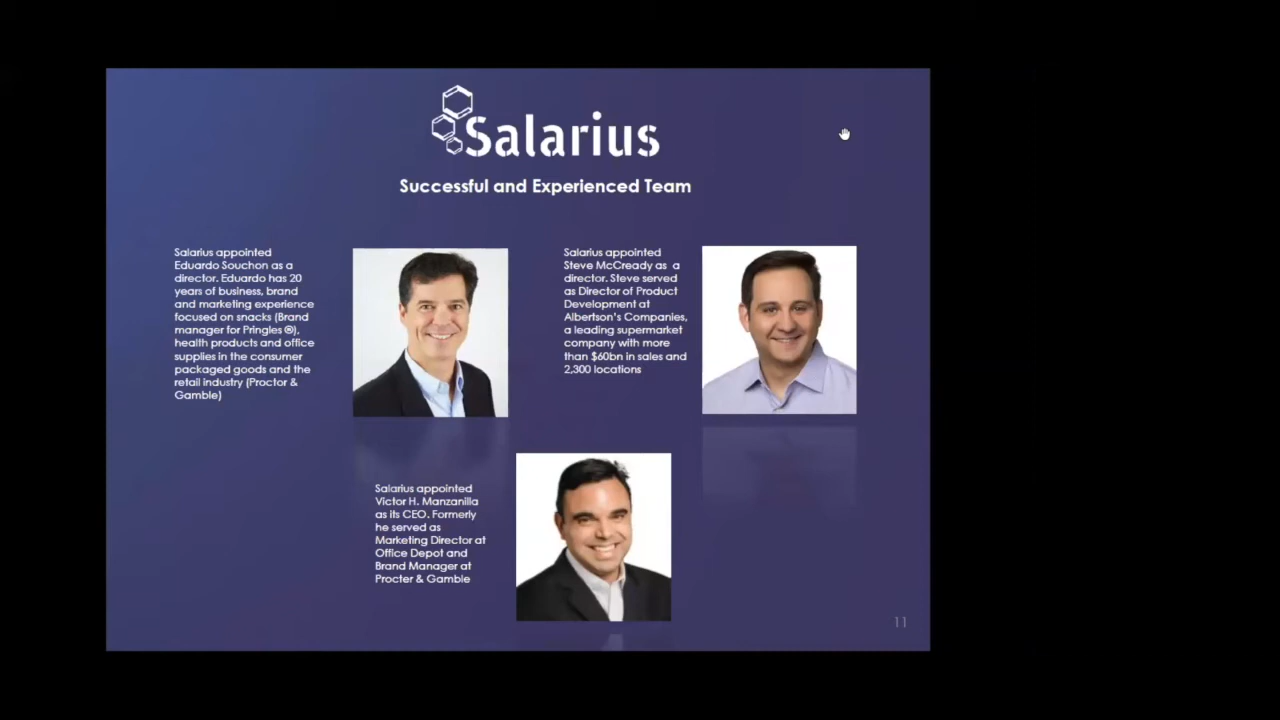 Salarius
Successful and Experienced Team
Salarius appointed
Eduardo Souchon as a
director. Eduardo has 20
years of business, brand
and marketing experience
focused on snacks (Brand
manager for Pringles ®),
health products and office
supplies in the consumer
packaged goods and the
retail industry (Proctor &
Gamble)
Salarius appointed
Steve McCready as a
director. Steve served
as Director of Product
Development at
Albertson's Companies,
a leading supermarket
company with more
than $60bn in sales and
2,300 locations
Salarius appointed
Victor H. Manzanilla
as its CEO. Formerly
he served as
Marketing Director at
Office Depot and
Brand Manager at
Procter & Gamble
11